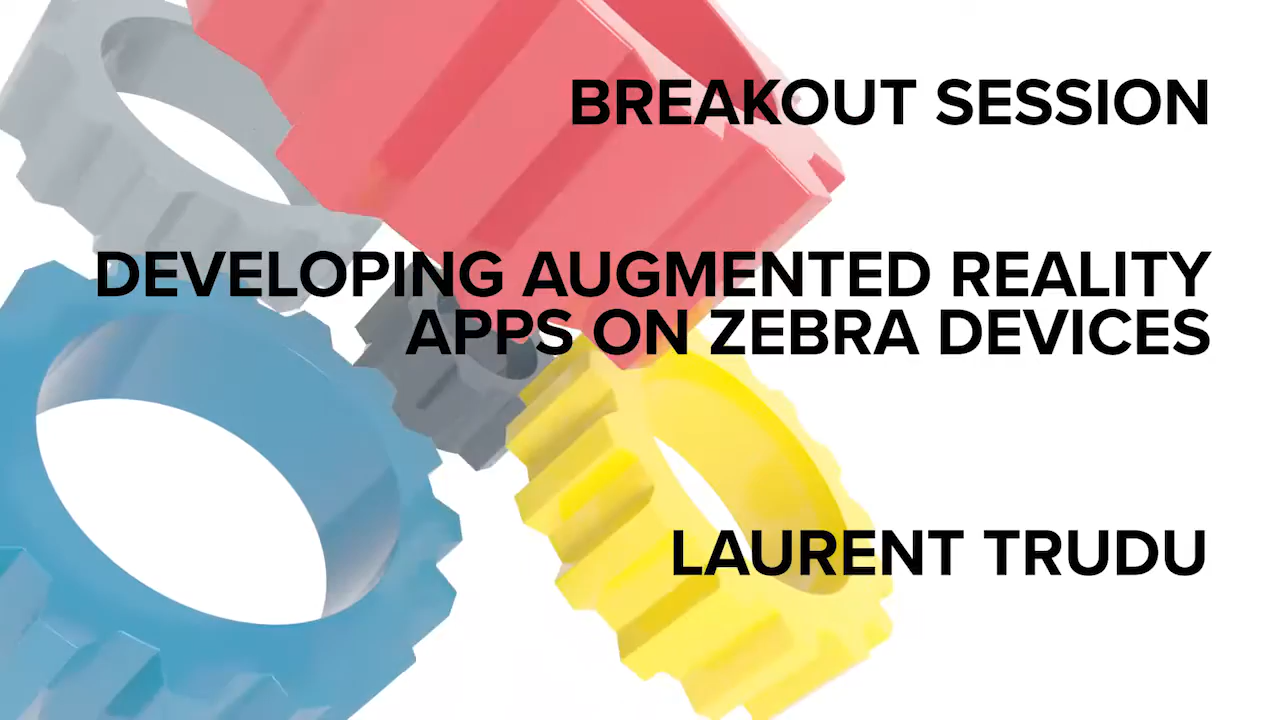 BREAKOUT SESSION
DEVELOPING AUGMENTED REALITY
APPS ON ZEBRA DEVICES
LAURENT TRUDU